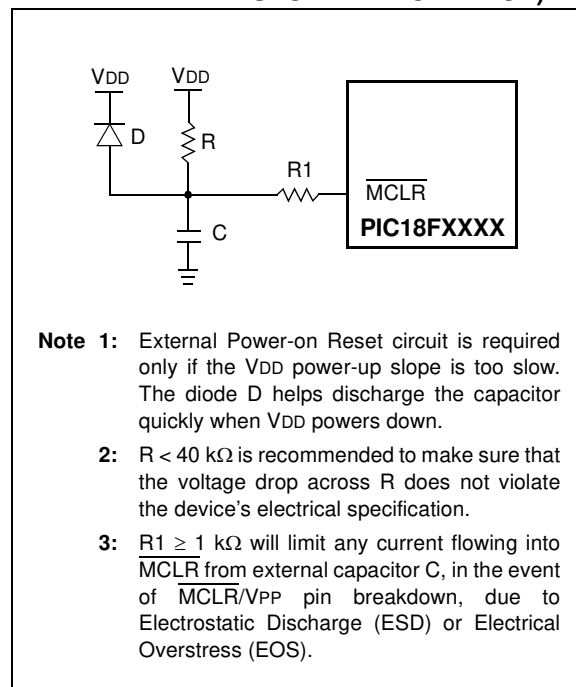 VDD VDD
D
R
R1
MCLR
PIC18FXXXX
C
Note 1: External Power-on Reset circuit is required
only if the VDD power-up slope is too slow.
The diode D helps discharge the capacitor
quickly when VDD powers down.
2: R < 40 kΩ is recommended to make sure that
the voltage drop across R does not violate
the device's electrical specification.
3: R1 ≥ 1 kΩ will limit any current flowing into
MCLR from external capacitor C, in the event
of MCLR/VPP pin breakdown, due to
Electrostatic Discharge (ESD) or Electrical
Overstress (EOS).